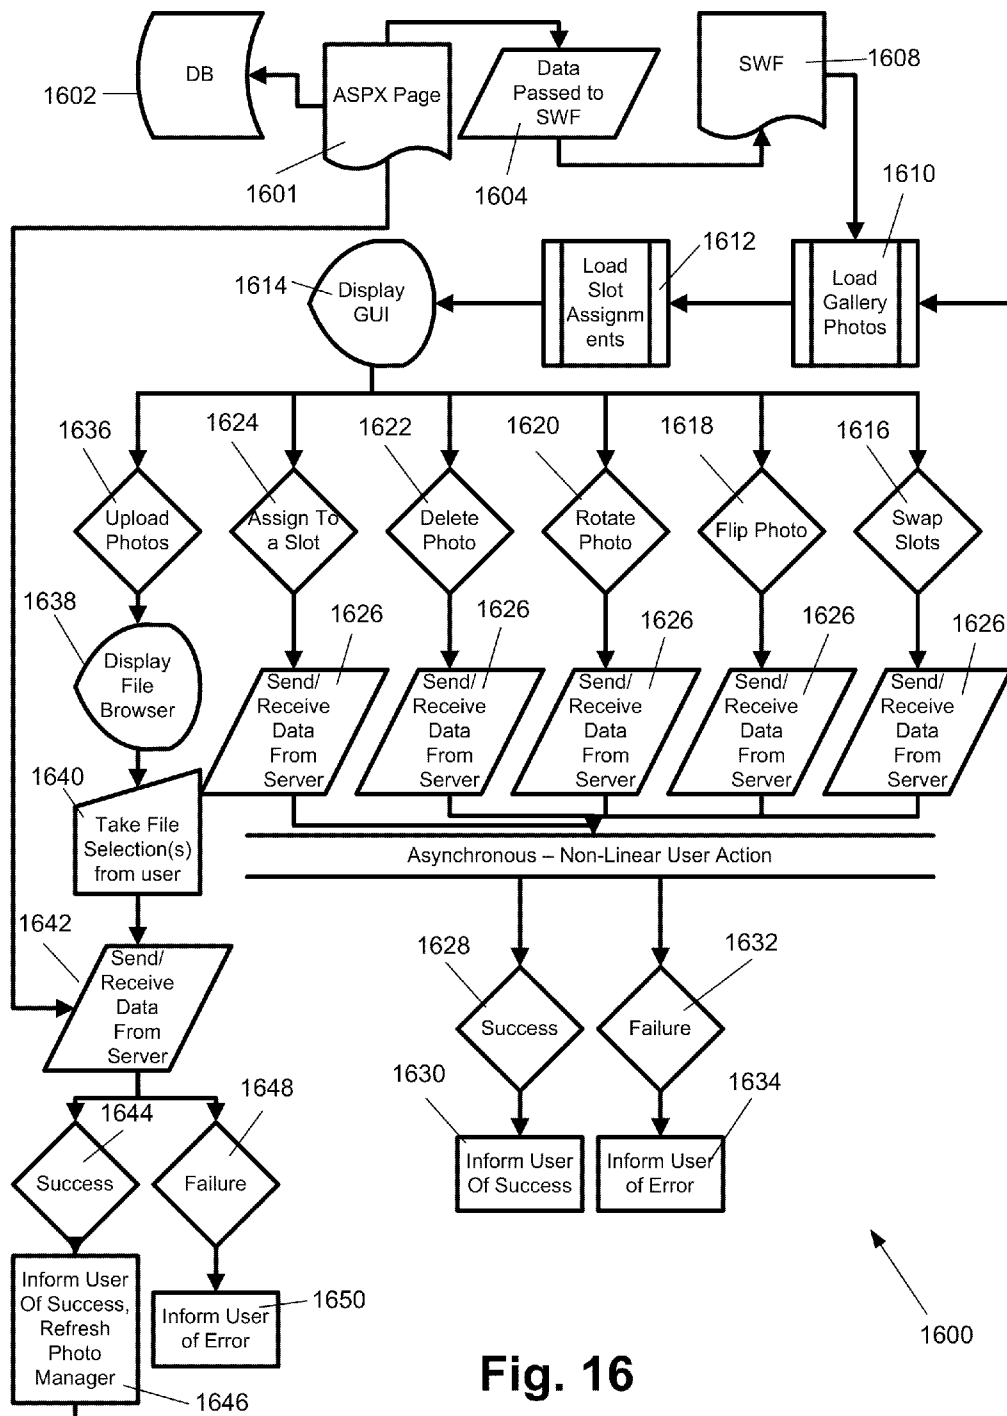 DB
1602
ASPX Page
1601
Data
Passed to
SWF
1604
SWF
1608
1610
Load
Gallery
Photos
1612
Load
Slot
Assignm
ents
1614
Display
GUI
1636
Upload
Photos
1624
Assign To
a Slot
1622
Delete
Photo
1620
Rotate
Photo
1618
Flip Photo
1616
Swap
Slots
1638
Display
File
Browser
1626
Send/
Receive
Data
From
Server
1626
Send/
Receive
Data
From
Server
1626
Send/
Receive
Data
From
Server
1626
Send/
Receive
Data
From
Server
1626
Send/
Receive
Data
From
Server
1640
Take File
Selection(s)
from user
Asynchronous – Non-Linear User Action
1642
Send/
Receive
Data
From
Server
1628
Success
1632
Failure
1630
Inform User
Of Success
1634
Inform User
of Error
1644
Success
1648
Failure
Inform User
Of Success,
Refresh
Photo
Manager
1646
1650
Inform User
of Error
1600
Fig. 16